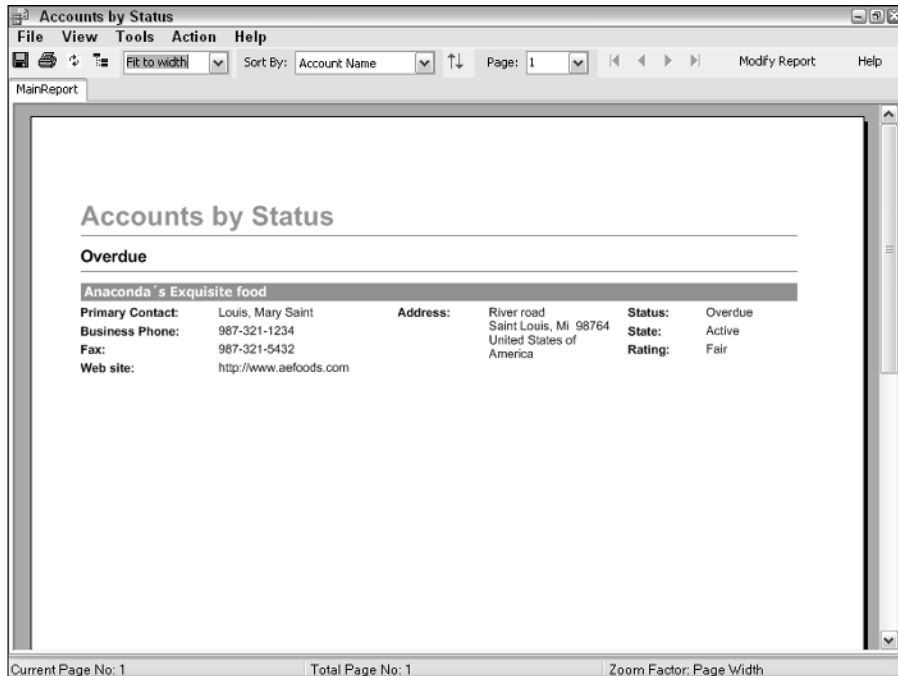 Accounts by Status
File View Tools Action Help
Fit to width Sort By: Account Name Page: 1 Modify Report Help
MainReport
Accounts by Status
Overdue
Anaconda´s Exquisite food
Primary Contact: Louis, Mary Saint Address: River road Status: Overdue
Saint Louis, Mi 98764
Business Phone: 987-321-1234 State: Active
United States of
Fax: 987-321-5432 America Rating: Fair
Web site: http://www.aefoods.com
Current Page No: 1 Total Page No: 1 Zoom Factor: Page Width